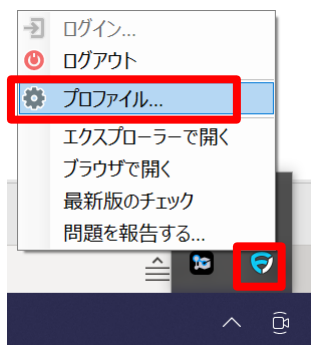 ログイン...
ログアウト
プロファイル...
エクスプローラーで開く
ブラウザで開く
最新版のチェック
問題を報告する...